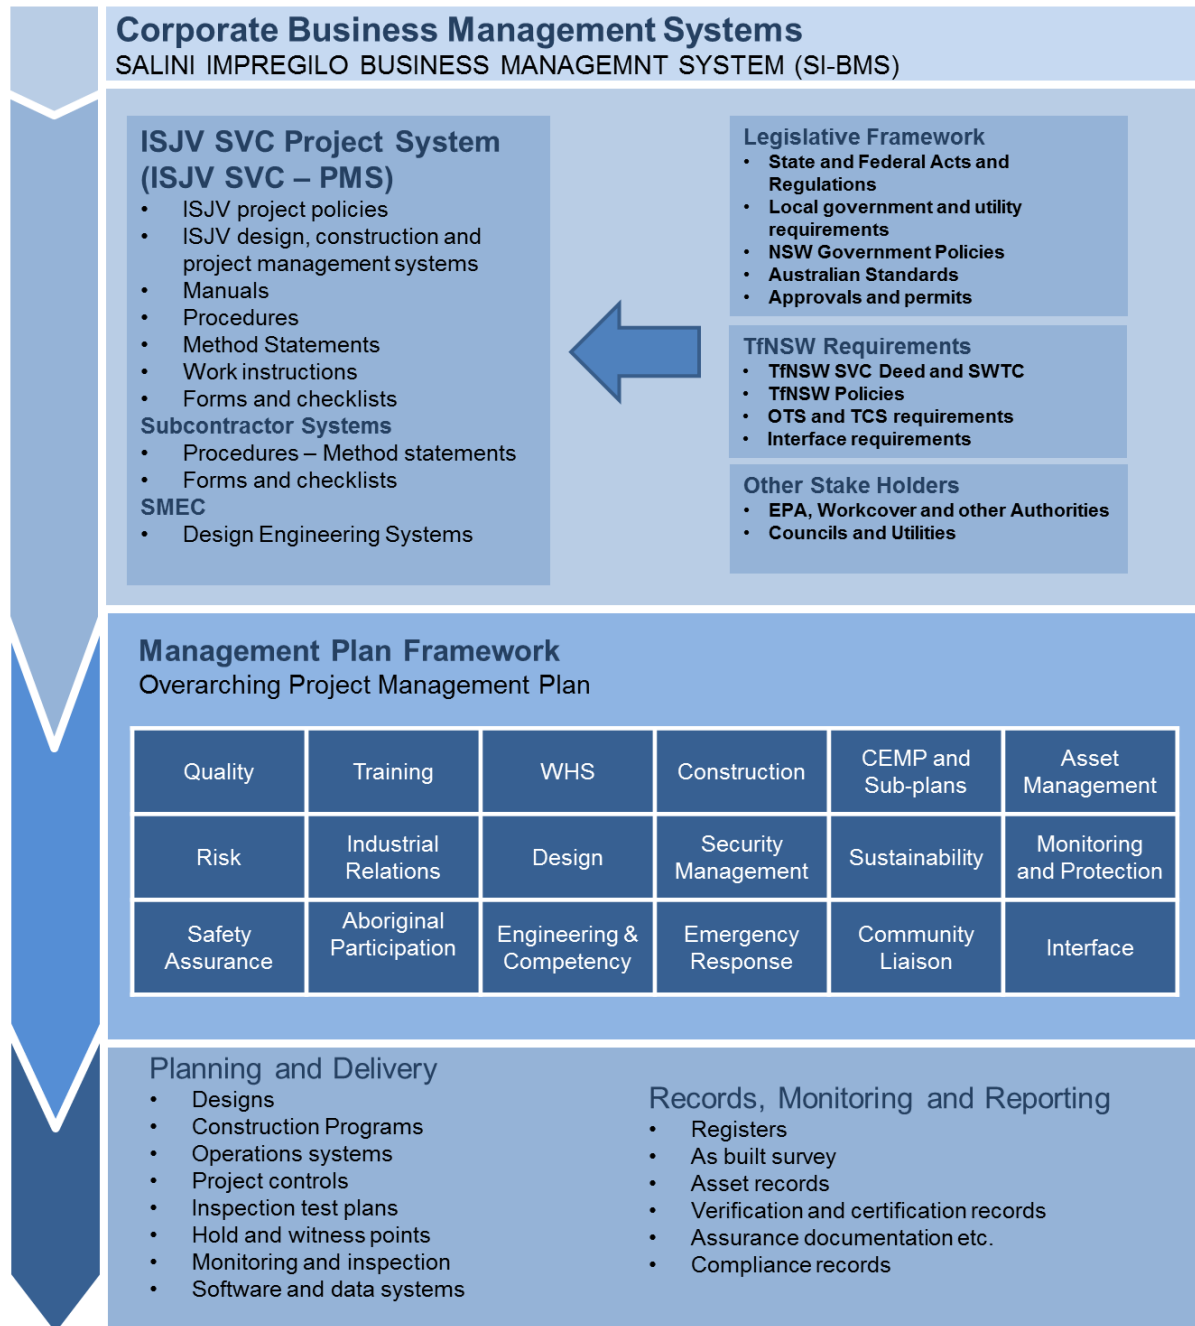 Corporate Business Management Systems
SALINI IMPREGILO BUSINESS MANAGEMNT SYSTEM (SI-BMS)
ISJV SVC Project System
(ISJV SVC – PMS)
• ISJV project policies
• ISJV design, construction and
project management systems
• Manuals
• Procedures
• Method Statements
• Work instructions
• Forms and checklists
Subcontractor Systems
• Procedures – Method statements
• Forms and checklists
SMEC
• Design Engineering Systems
Legislative Framework
• State and Federal Acts and
Regulations
• Local government and utility
requirements
• NSW Government Policies
• Australian Standards
• Approvals and permits
TfNSW Requirements
• TfNSW SVC Deed and SWTC
• TfNSW Policies
• OTS and TCS requirements
• Interface requirements
Other Stake Holders
• EPA, Workcover and other Authorities
• Councils and Utilities
Management Plan Framework
Overarching Project Management Plan
Quality
Training
WHS
Construction
CEMP and
Sub-plans
Asset
Management
Risk
Industrial
Relations
Design
Security
Management
Sustainability
Monitoring
and Protection
Safety
Assurance
Aboriginal
Participation
Engineering &
Competency
Emergency
Response
Community
Liaison
Interface
Planning and Delivery
• Designs
• Construction Programs
• Operations systems
• Project controls
• Inspection test plans
• Hold and witness points
• Monitoring and inspection
• Software and data systems
Records, Monitoring and Reporting
• Registers
• As built survey
• Asset records
• Verification and certification records
• Assurance documentation etc.
• Compliance records